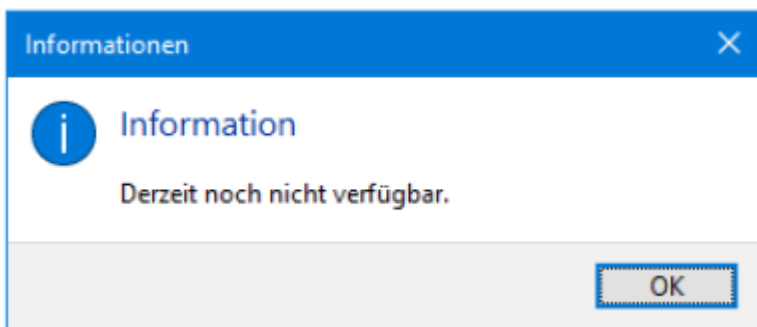 Informationen
Information
Derzeit noch nicht verfügbar.
OK